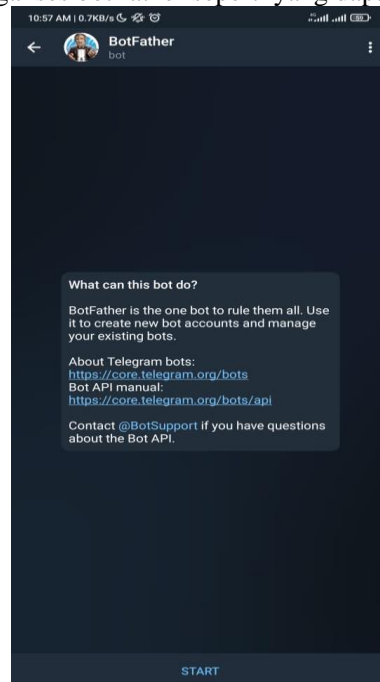 10:57 AM | 0.7KB/s
BotFather
bot
What can this bot do?
BotFather is the one bot to rule them all. Use
it to create new bot accounts and manage
your existing bots.
About Telegram bots:
https://core.telegram.org/bots
Bot API manual:
https://core.telegram.org/bots/api
Contact @BotSupport if you have questions
about the Bot API.
START